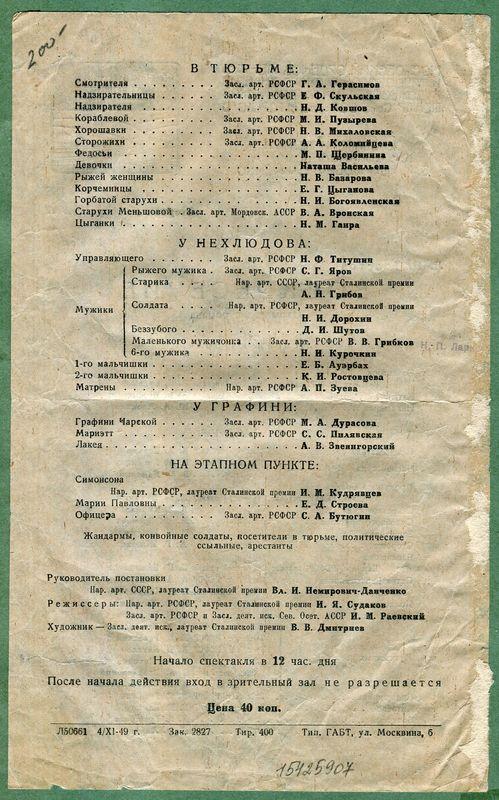 200-
В ТЮРЬМЕ:
Смотрителя . . . . . . . . . Засл. арт. РСФСР Г. А. Герасимов
Надзирательницы . . . . . . Засл. арт. РСФСР Е. Ф. Скульская
Надзирателя . . . . . . . . . . . . . . . . Н. Д. Ковшов
Кораблевой . . . . . . . . . Засл. арт. РСФСР М. И. Пузырева
Хорошавки . . . . . . . . . Засл. арт. РСФСР Н. В. Михаловская
Сторожихи . . . . . . . . . Засл. арт. РСФСР А. А. Коломийцева
Федосьи . . . . . . . . . . . . . . . . . . М. П. Щербинина
Девочки . . . . . . . . . . . . . . . . . . Наташа Васильева
Рыжей женщины . . . . . . . . . . . . . . Н. В. Базарова
Корчемницы . . . . . . . . . . . . . . . . Е. Г. Цыганова
Горбатой старухи . . . . . . . . . . . . . Н. И. Богоявленская
Старухи Меньшовой . Засл. арт. Мордовск. АССР В. А. Вронская
Цыганки . . . . . . . . . . . . . . . . . . Н. М. Гаира
У НЕХЛЮДОВА:
Управляющего . . . . . . . . Засл. арт. РСФСР Н. Ф. Титушин
Рыжего мужика . Засл. арт. РСФСР С. Г. Яров
Старика . . . . Нар. арт. СССР, лауреат Сталинской премии
А. Н. Грибов
Мужики
Солдата . . . Нар. арт. РСФСР, лауреат Сталинской премии
Н. И. Дорохин
Беззубого . . . . . . . . . . . . Д. И. Шутов
Маленького мужичонка . . Засл. арт. РСФСР В. В. Грибков
6-го мужика . . . . . . . . . . . Н. И. Курочкин
1-го мальчишки . . . . . . . . . . . . . . Е. Б. Ауэрбах
2-го мальчишки . . . . . . . . . . . . . . К. И. Ростовцева
Матрены . . . . . . . . . . Нар. арт. РСФСР А. П. Зуева
У ГРАФИНИ:
Графини Чарской . . . . . . . Засл. арт. РСФСР М. А. Дурасова
Мариэтт . . . . . . . . . . Засл. арт. РСФСР С. С. Пилявская
Лакея . . . . . . . . . . . . . . . . . . . А. В. Звенигорский
НА ЭТАПНОМ ПУНКТЕ:
Симонсона
Нар. арт. РСФСР, лауреат Сталинской премии И. М. Кудрявцев
Марии Павловны . . . . . . . . . . . . . . Е. Д. Строева
Офицера . . . . . . . . . . Засл. арт. РСФСР С. А. Бутюгин
Жандармы, конвойные солдаты, посетители в тюрьме, политические
ссыльные, арестанты
Руководитель постановки
Нар. арт. СССР, лауреат Сталинской премии Вл. И. Немирович-Данченко
Режиссеры: Нар. арт. РСФСР, лауреат Сталинской премии И. Я. Судаков
Засл. арт. РСФСР и Засл. деят. иск. Сев. Осет. АССР И. М. Раевский
Художник — Засл. деят. иск., лауреат Сталинской премии В. В. Дмитриев
Начало спектакля в 12 час. дня
После начала действия вход в зрительный зал не разрешается
Цена 40 коп.
Л50661 4/XI-49 г. Зак. 2827 Тир. 400 Тип. ГАБТ, ул. Москвина, 6
15425907